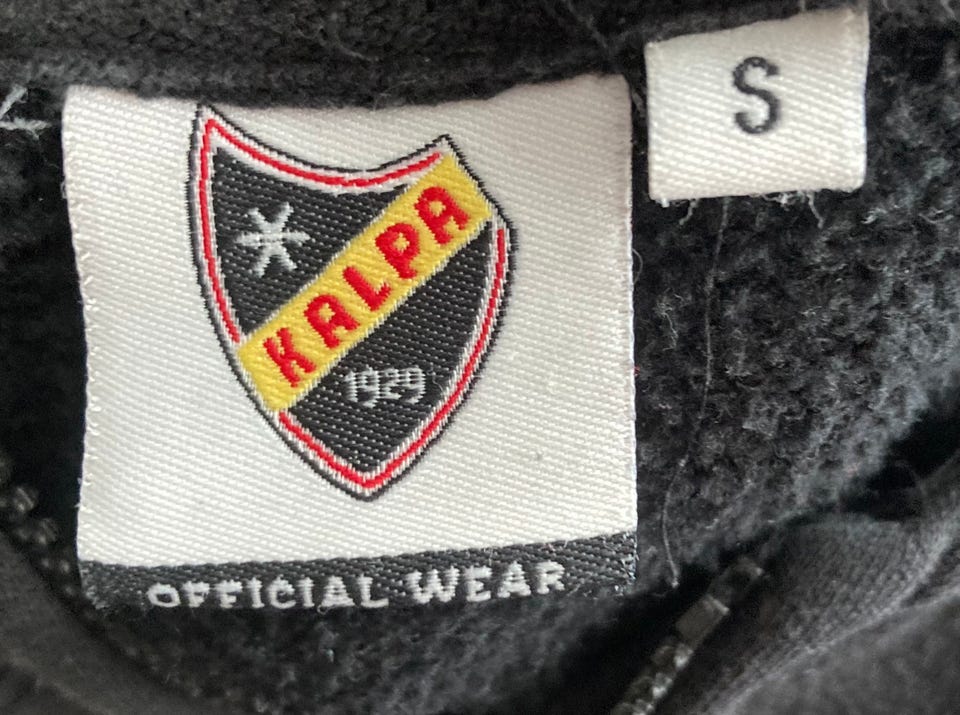 KALPA
1929
OFFICIAL WEAR
S